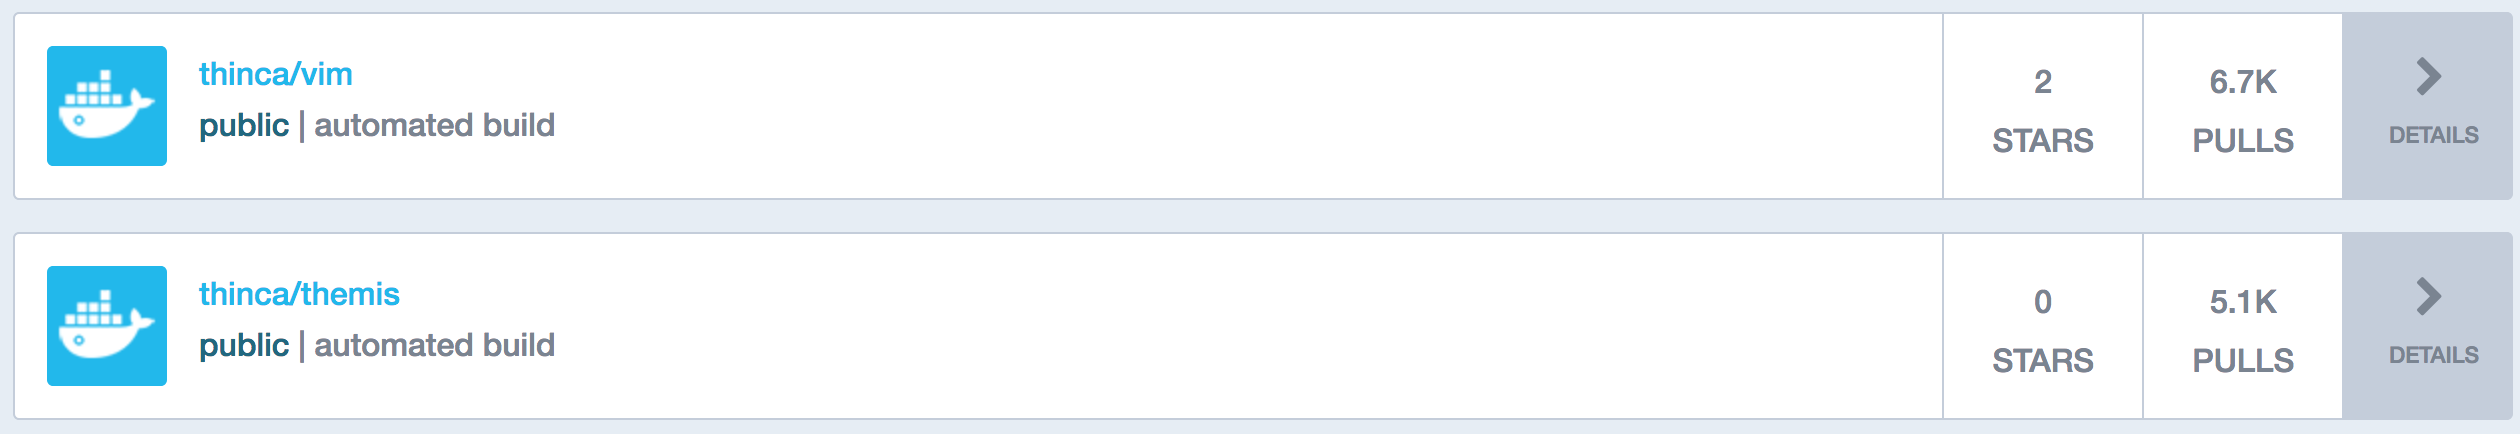 thinca/vim
public | automated build
2
STARS
6.7K
PULLS
DETAILS
thinca/themis
public | automated build
0
STARS
5.1K
PULLS
DETAILS